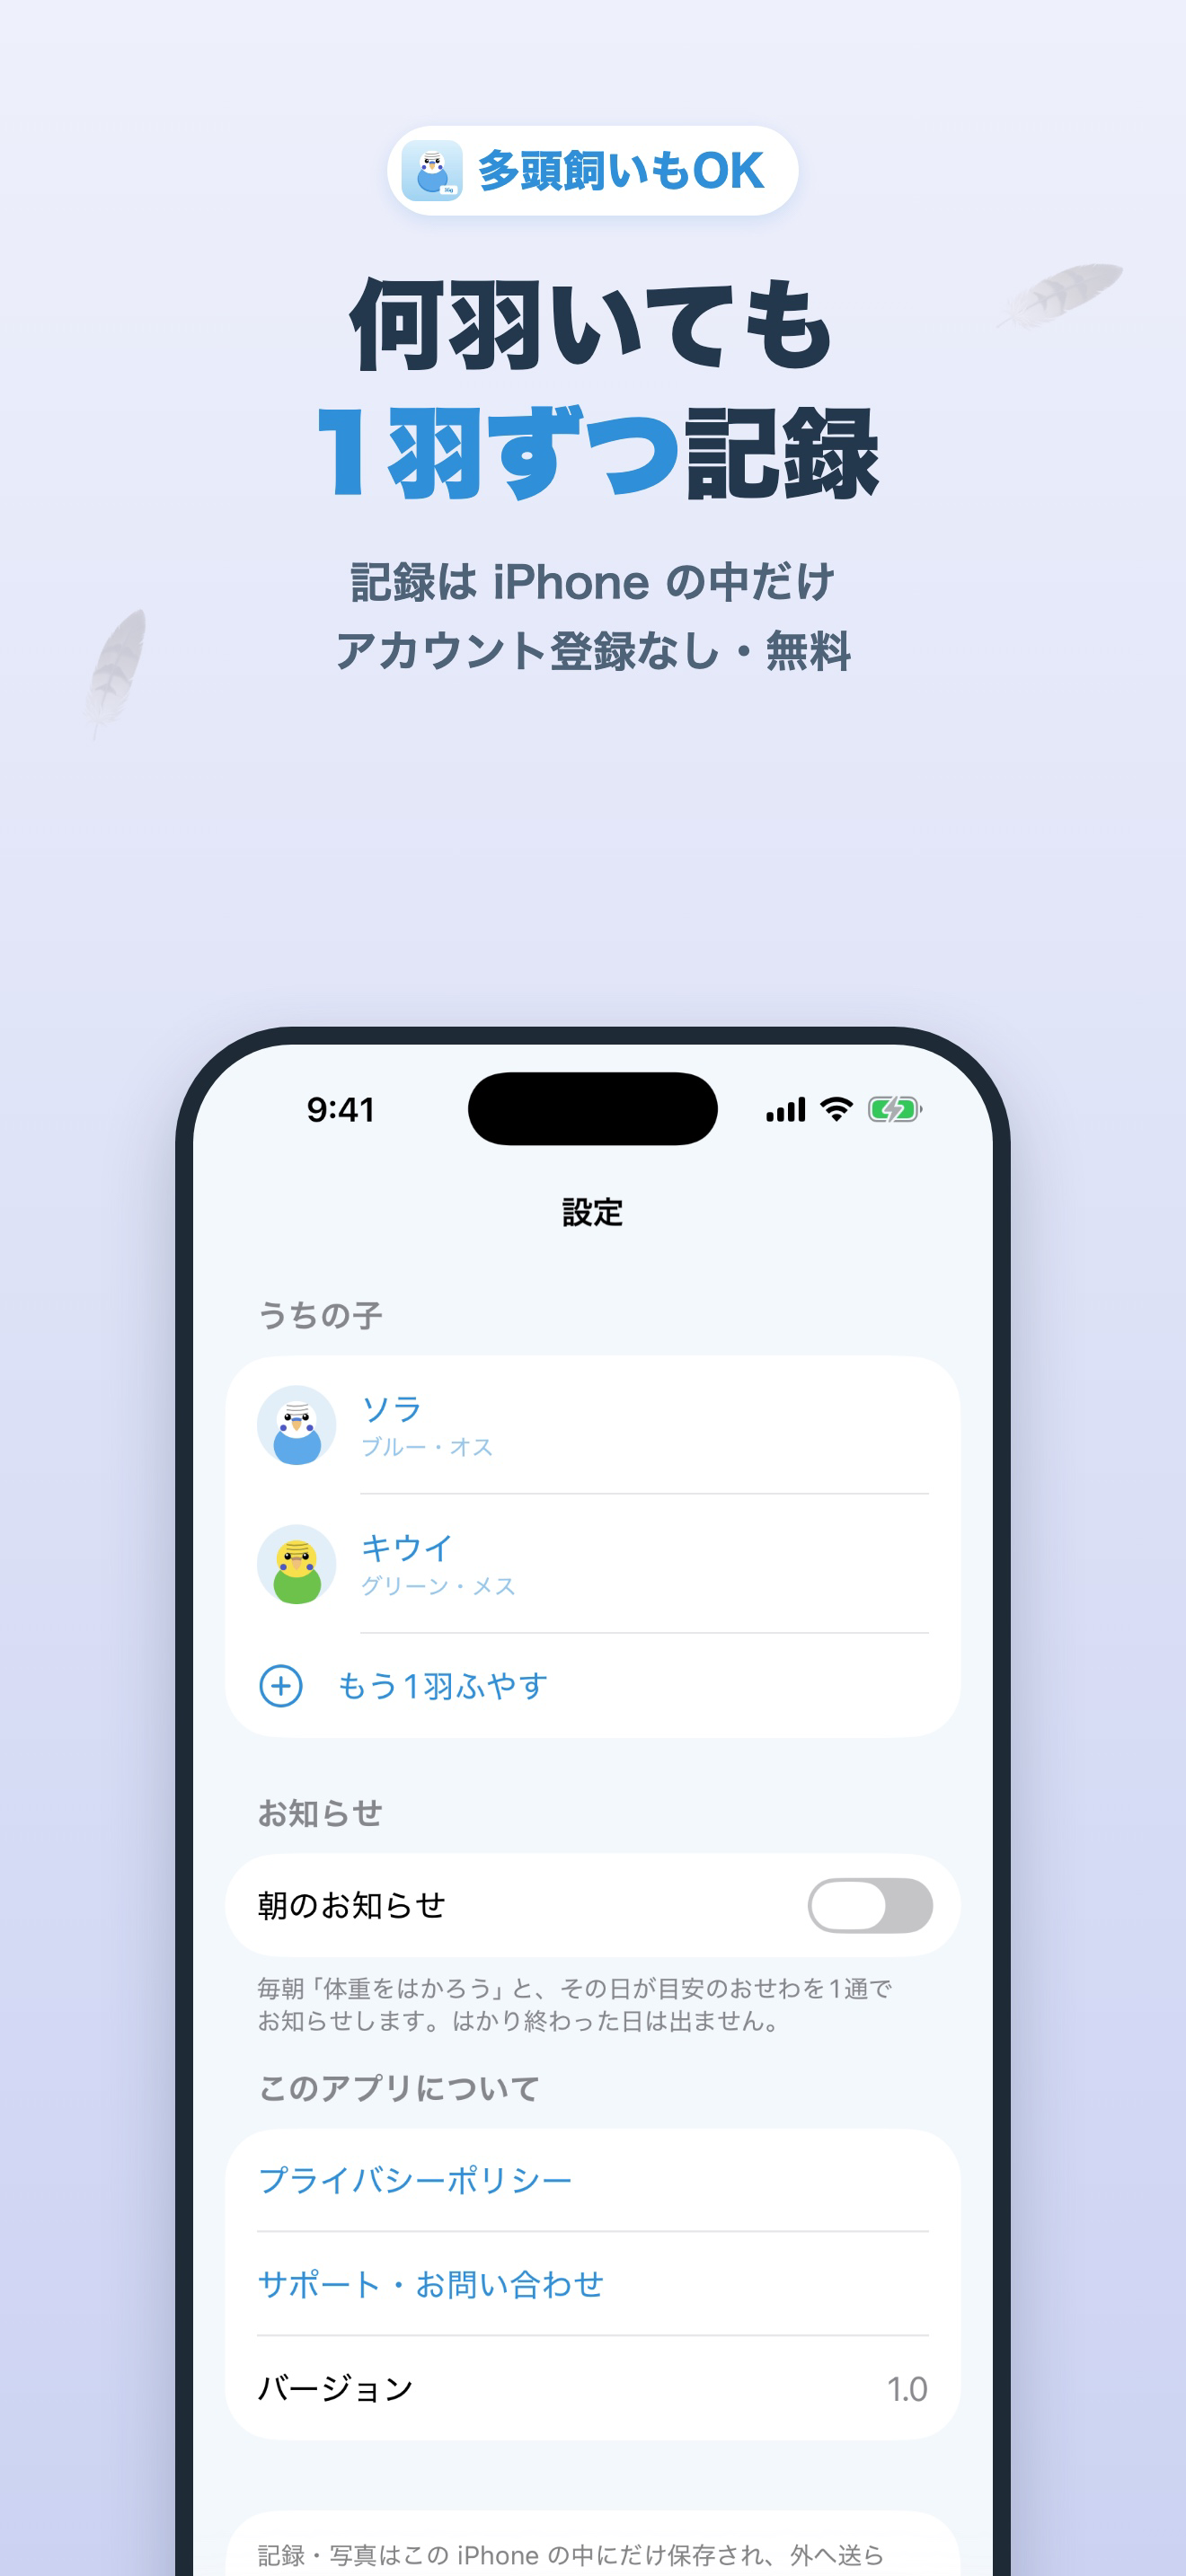 多頭飼いもOK
何羽いても
1羽ずつ記録
記録は iPhone の中だけ
アカウント登録なし・無料
9:41
設定
うちの子
ソラ
ブルー・オス
キウイ
グリーン・メス
もう1羽ふやす
お知らせ
朝のお知らせ
毎朝「体重をはかろう」と、その日が目安のおせわを1通で
お知らせします。はかり終わった日は出ません。
このアプリについて
プライバシーポリシー
サポート・お問い合わせ
バージョン 1.0
記録・写真はこの iPhone の中にだけ保存され、外へ送ら